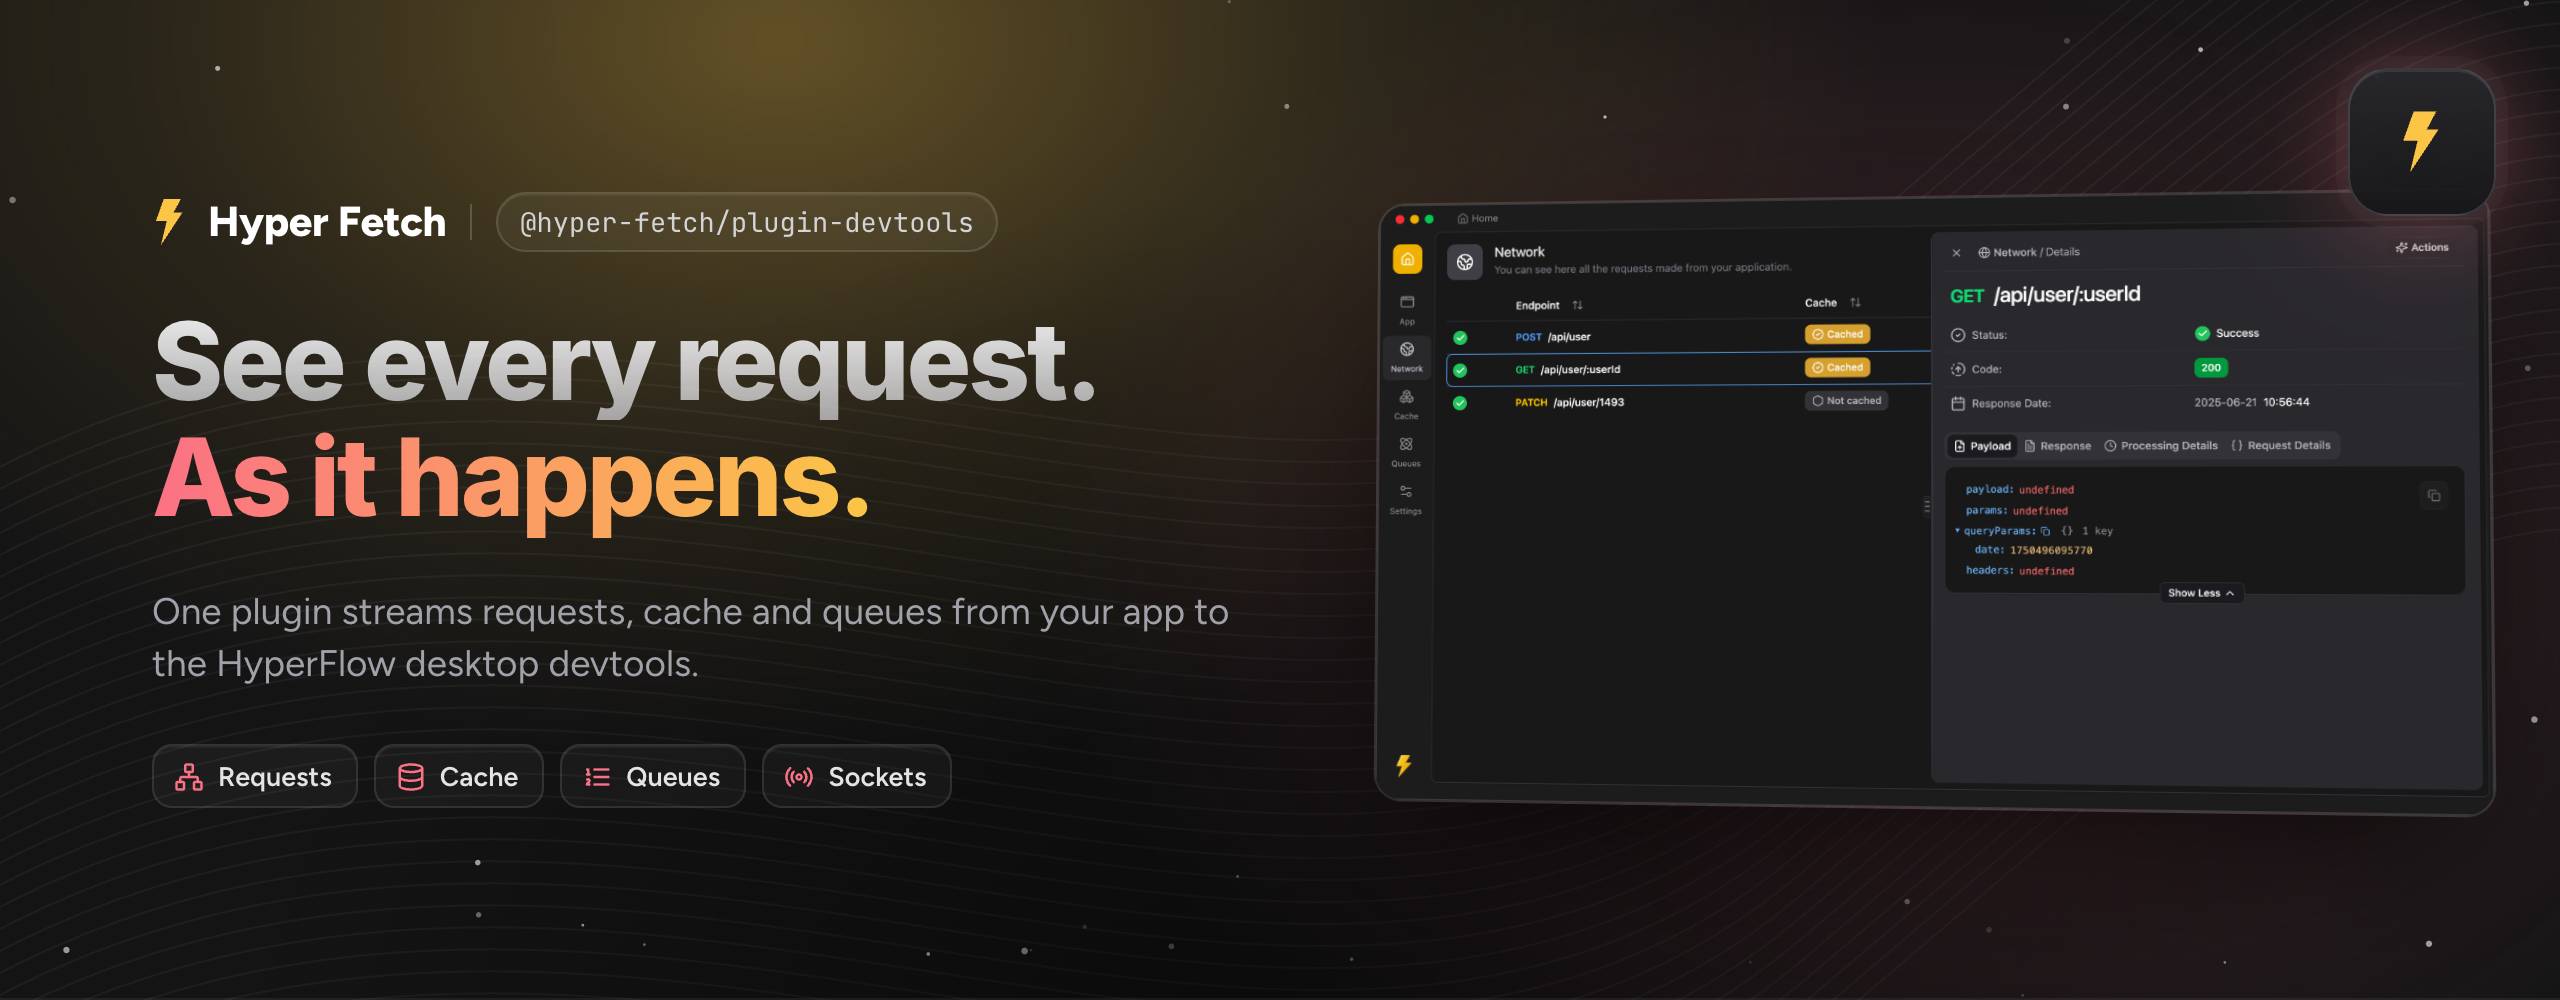 Hyper Fetch
@hyper-fetch/plugin-devtools
See every request.
As it happens.
One plugin streams requests, cache and queues from your app to
the HyperFlow desktop devtools.
Requests
Cache
Queues
Sockets
Home
App
Network
Cache
Queues
Settings
Network
You can see here all the requests made from your application.
Endpoint Cache
POST /api/user Cached
GET /api/user/:userId Cached
PATCH /api/user/1493 Not cached
Network / Details Actions
GET /api/user/:userId
Status: Success
Code: 200
Response Date: 2025-06-21 10:56:44
Payload Response Processing Details {} Request Details
payload: undefined
params: undefined
queryParams: {} 1 key
date: 1750496095770
headers: undefined
Show Less